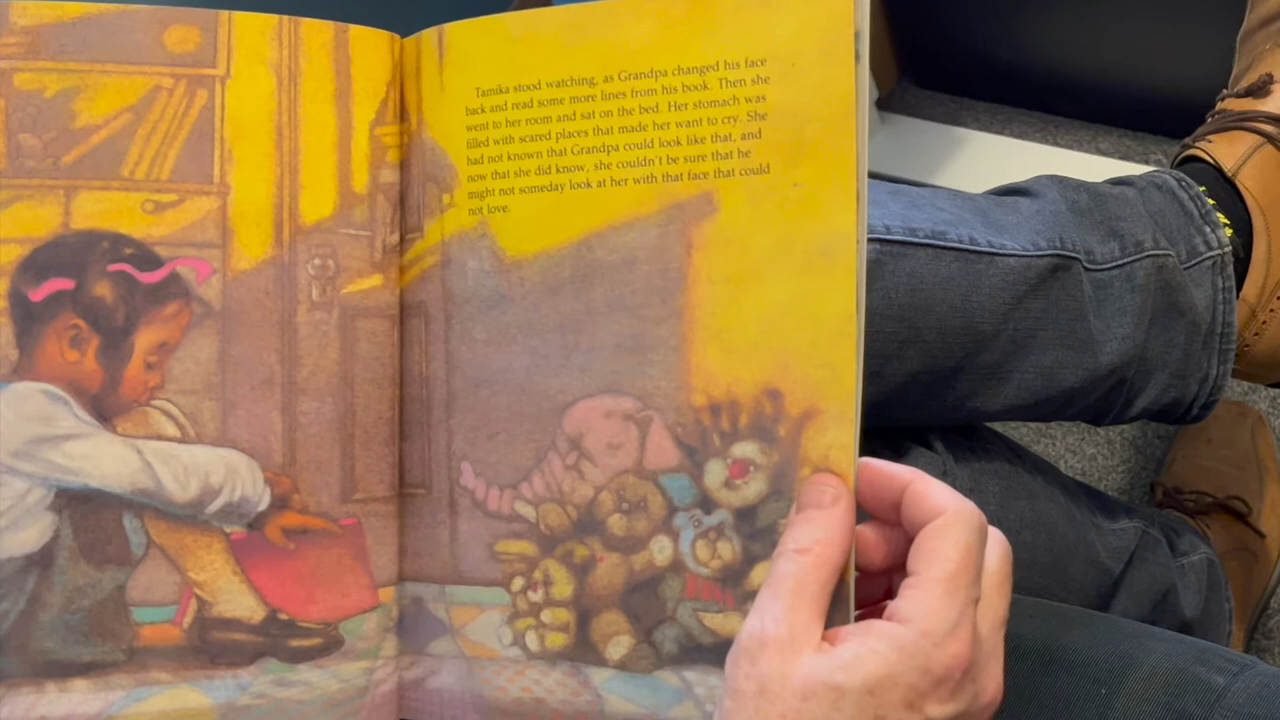 Tamika stood watching, as Grandpa changed his face
back and read some more lines from his book. Then she
went to her room and sat on the bed. Her stomach was
filled with scared places that made her want to cry. She
had not known that Grandpa could look like that, and
now that she did know, she couldn't be sure that he
might not someday look at her with that face that could
not love.